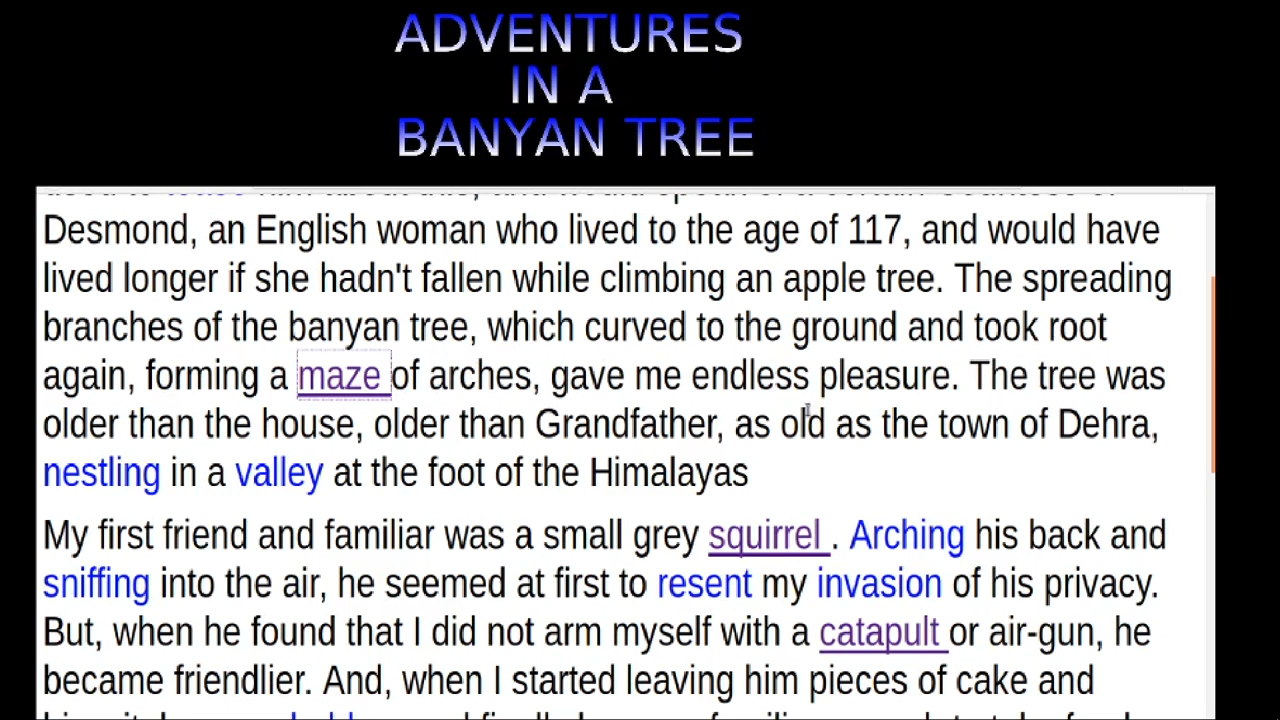 ADVENTURES
IN A
BANYAN TREE
Desmond, an English woman who lived to the age of 117, and would have
lived longer if she hadn't fallen while climbing an apple tree. The spreading
branches of the banyan tree, which curved to the ground and took root
again, forming a maze of arches, gave me endless pleasure. The tree was
older than the house, older than Grandfather, as old as the town of Dehra,
nestling in a valley at the foot of the Himalayas
My first friend and familiar was a small grey squirrel . Arching his back and
sniffing into the air, he seemed at first to resent my invasion of his privacy.
But, when he found that I did not arm myself with a catapult or air-gun, he
became friendlier. And, when I started leaving him pieces of cake and